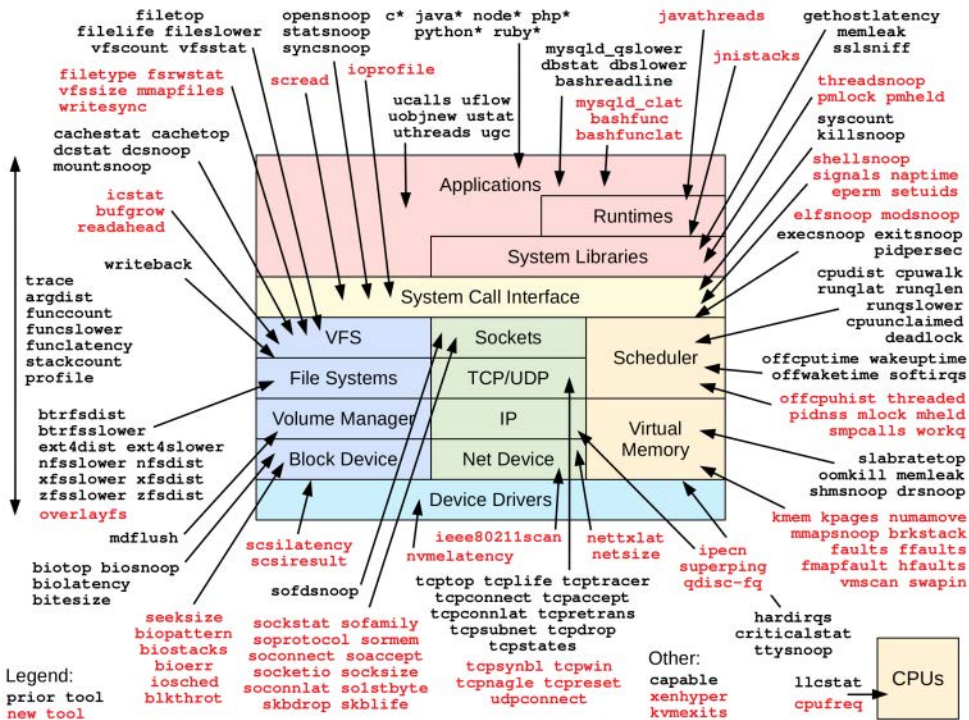 filetop
filelife fileslower
vfscount vfsstat
filetype fsrwstat
vfssize mmapfiles
writesync
cachestat cachetop
dcstat dcsnoop
mountsnoop
icstat
bufgrow
readahead
writeback
opensnoop
statsnoop
syncsnoop
scread
ioprofile
c* java* node* php*
python* ruby*
ucalls uflow
uobjnew ustat
uthreads ugc
mysqld_qslower
dbstat dbslower
bashreadline
mysqld_clat
bashfunc
bashfunclat
javathreads
jnistacks
gethostlatency
memleak
sslsniff
threadsnoop
pmlock pmheld
syscount
killsnoop
shellsnoop
signals naptime
eperm setuids
elfsnoop modsnoop
execsnoop exitsnoop
pidpersec
cpudist cpuwalk
runqlat runqlen
runqslower
cpuunclaimed
deadlock
offcputime wakeuptime
offwaketime softirqs
offcpuhist threaded
pidnss mlock mheld
smpcalls workq
slabratetop
oomkill memleak
shmsnoop drsnoop
kmem kpages numamove
mmapsnoop brkstack
faults ffaults
fmapfault hfaults
vmscan swapin
trace
argdist
funccount
funcslower
funclatency
stackcount
profile
Applications
Runtimes
System Libraries
System Call Interface
VFS
Sockets
Scheduler
File Systems
TCP/UDP
Volume Manager
IP
Virtual
Memory
Block Device
Net Device
Device Drivers
btrfsdist
btrfsslower
ext4dist ext4slower
nfsslower nfsdist
xfsslower xfsdist
zfsslower zfsdist
overlayfs
mdflush
biotop biosnoop
biolatency
bitesize
seeksize
biopattern
biostacks
bioerr
iosched
blkthrot
scsilatency
scsiresult
nvmelatency
ieee80211scan
sofdsnoop
sockstat sofamily
soprotocol sormem
soconnect soaccept
socketio socksize
soconnlat so1stbyte
skbdrop skblife
tcptop tcplife tcptracer
tcpconnect tcpaccept
tcpconnlat tcpretrans
tcpsubnet tcpdrop
tcpstates
tcpsynbl tcpwin
tcpnagle tcpreset
udpconnect
nettxlat
netsize
ipecn
superping
qdisc-fq
hardirqs
criticalstat
ttysnoop
Legend:
prior tool
new tool
Other:
capable
xenhyper
kvmexits
llcstat
cpufreq
CPUs